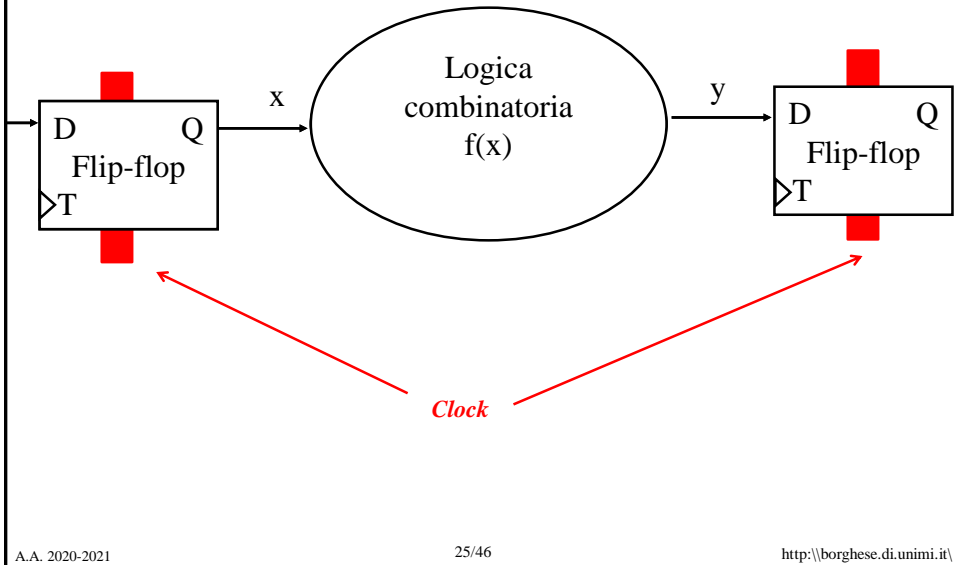 Logica
combinatoria
f(x)
x
y
D Q
Flip-flop
T
D Q
Flip-flop
T
Clock
A.A. 2020-2021
25/46
http:\\borghese.di.unimi.it\